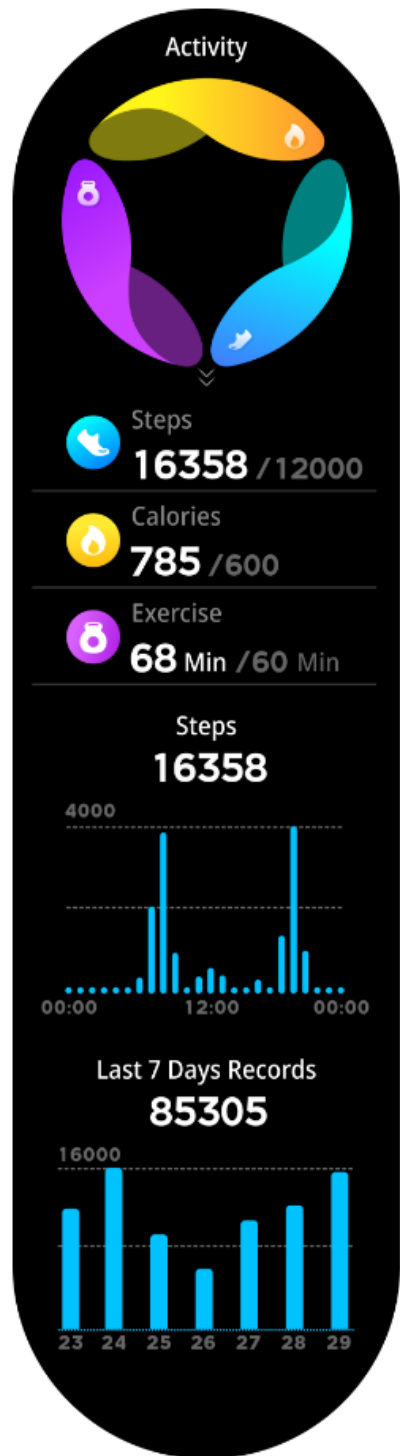 Activity
Steps
16358 /12000
Calories
785 /600
Exercise
68 Min /60 Min
Steps
16358
4000
00:00 12:00 00:00
Last 7 Days Records
85305
16000
23 24 25 26 27 28 29